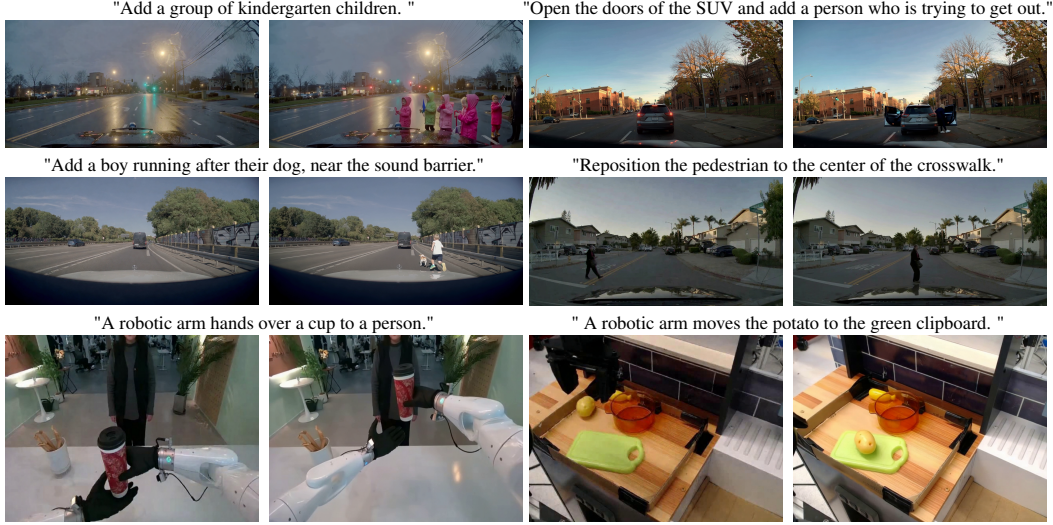 "Add a group of kindergarten children. "
"Open the doors of the SUV and add a person who is trying to get out."
"Add a boy running after their dog, near the sound barrier."
"Reposition the pedestrian to the center of the crosswalk."
"A robotic arm hands over a cup to a person."
" A robotic arm moves the potato to the green clipboard. "